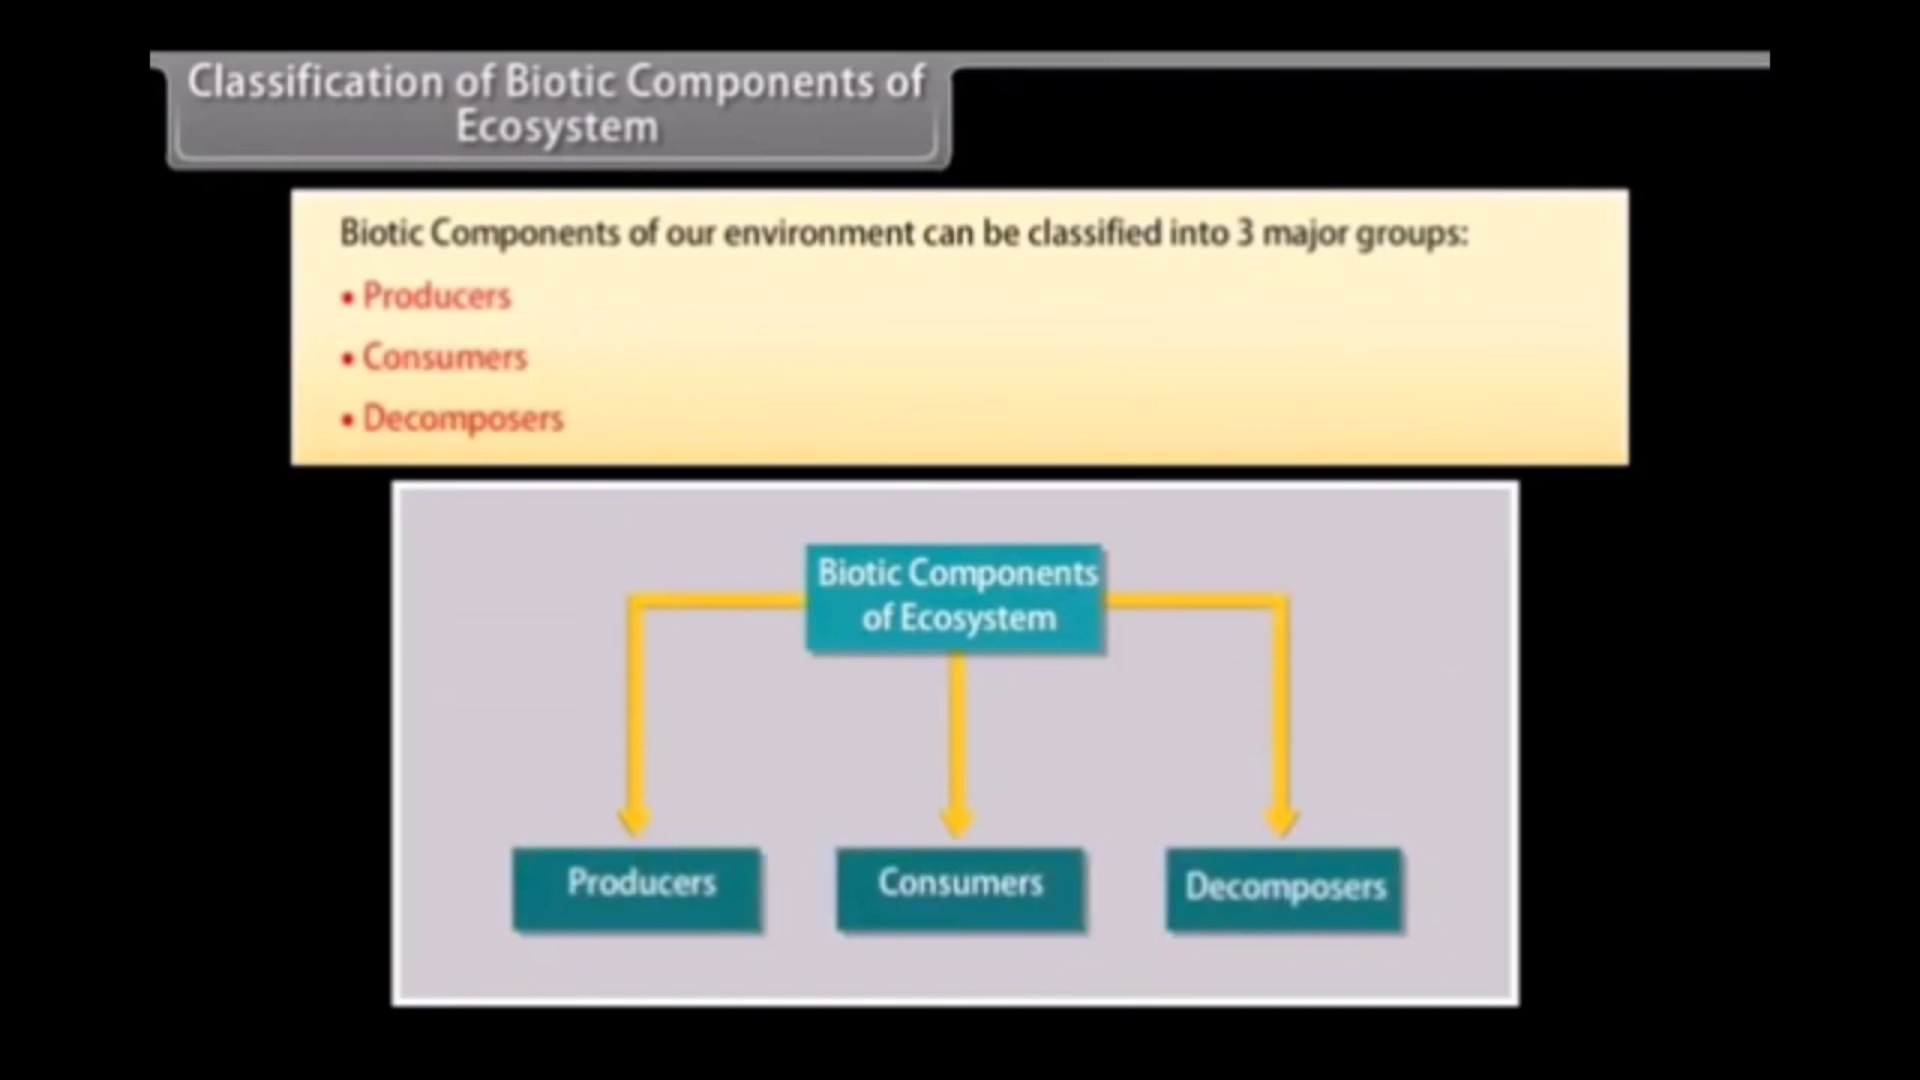 Classification of Biotic Components of
Ecosystem
Biotic Components of our environment can be classified into 3 major groups:
• Producers
• Consumers
• Decomposers
Biotic Components
of Ecosystem
Producers
Consumers
Decomposers